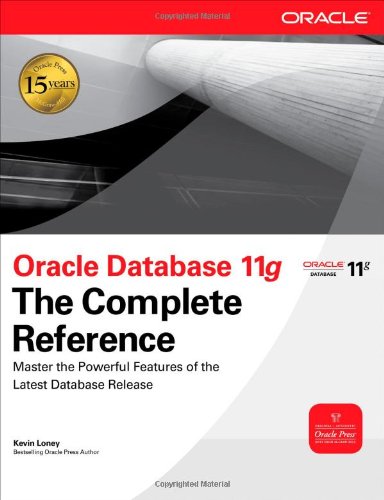 Copyrighted Material
ORACLE
Oracle Press
15 years
Oracle Database 11g
The Complete
Reference
ORACLE
DATABASE 11g
Master the Powerful Features of the
Latest Database Release
Kevin Loney
Bestselling Oracle Press Author
Oracle Press
Copyrighted Material